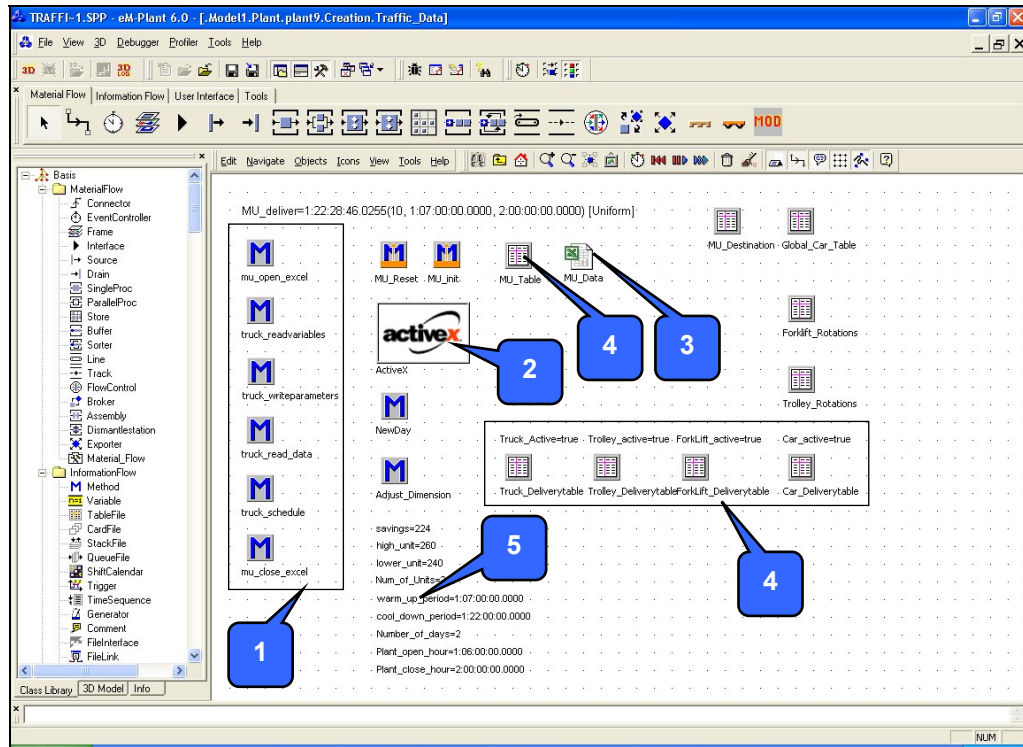 TRAFFI~1.SPP - eM-Plant 6.0 - [.Model1.Plant.plant9.Creation.Traffic_Data]
File View 3D Debugger Profiler Tools Help
3D 3D LOG
Material Flow Information Flow User Interface Tools
MOD
Edit Navigate Objects Icons View Tools Help
Basis
MaterialFlow
Connector
EventController
Frame
Interface
Source
Drain
SingleProc
ParallelProc
Store
Buffer
Sorter
Line
Track
FlowControl
Broker
Assembly
Dismantlestation
Exporter
Material_Flow
InformationFlow
M Method
n=1 Variable
TableFile
CardFile
StackFile
QueueFile
ShiftCalendar
Trigger
TimeSequence
Generator
Comment
FileInterface
FileLink
Class Library 3D Model Info
MU_deliver=1:22:28:46.0255(10, 1:07:00:00.0000, 2:00:00:00.0000) [Uniform]
MU_Destination Global_Car_Table
M M M
mu_open_excel MU_Reset MU_init MU_Table MU_Data
M
truck_readvariables activex 2 4 3 Forklift_Rotations
ActiveX
M M
truck_writeparameters Trolley_Rotations
NewDay
M
truck_read_data
Truck_Active=true Trolley_active=true ForkLift_active=true Car_active=true
M
Truck_Deliverytable Trolley_Deliverytable ForkLift_Deliverytable Car_Deliverytable
Adjust_Dimension
M
truck_schedule
M
mu_close_excel
savings=224
high_unit=260
lower_unit=240
5
4
Num_of_Units=
warm_up_period=1:07:00:00.0000
cool_down_period=1:22:00:00.0000
1
Number_of_days=2
Plant_open_hour=1:06:00:00.0000
Plant_close_hour=2:00:00:00.0000
NUM